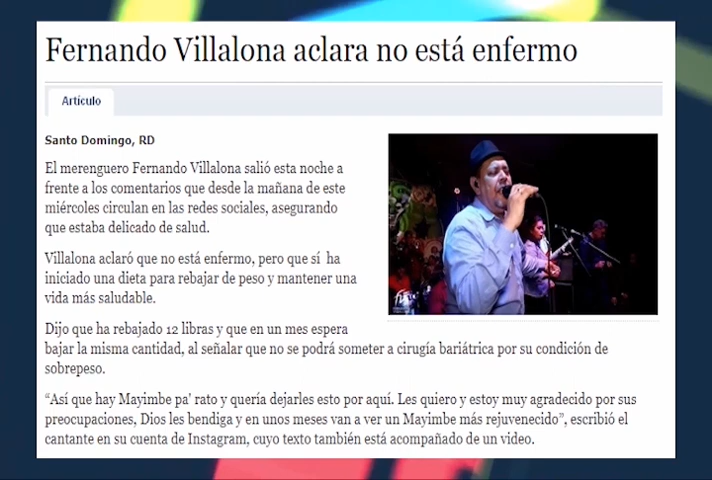 Fernando Villalona aclara no está enfermo
Artículo
Santo Domingo, RD
El merenguero Fernando Villalona salió esta noche a
frente a los comentarios que desde la mañana de este
miércoles circulan en las redes sociales, asegurando
que estaba delicado de salud.
Villalona aclaró que no está enfermo, pero que sí ha
iniciado una dieta para rebajar de peso y mantener una
vida más saludable.
Dijo que ha rebajado 12 libras y que en un mes espera
bajar la misma cantidad, al señalar que no se podrá someter a cirugía bariátrica por su condición de
sobrepeso.
“Así que hay Mayimbe pa' rato y quería dejarles esto por aquí. Les quiero y estoy muy agradecido por sus
preocupaciones, Dios les bendiga y en unos meses van a ver un Mayimbe más rejuvenecido”, escribió el
cantante en su cuenta de Instagram, cuyo texto también está acompañado de un video.